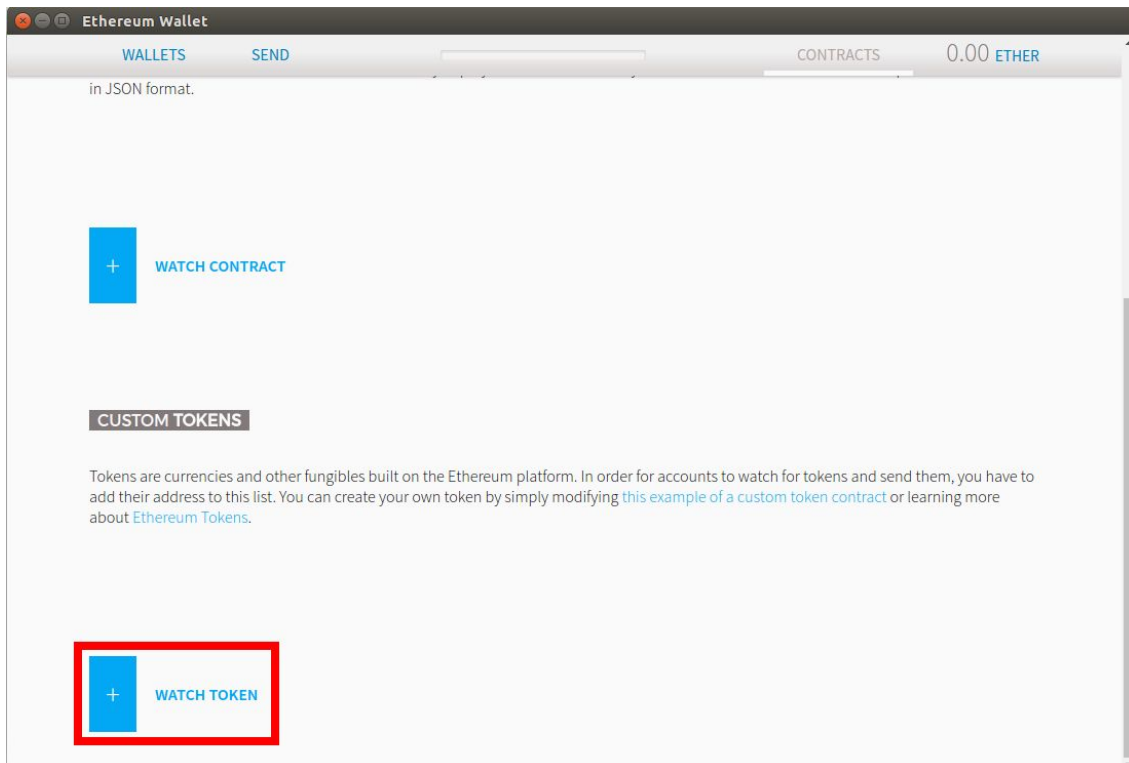 Ethereum Wallet
WALLETS SEND CONTRACTS 0.00 ETHER
in JSON format.
+ WATCH CONTRACT
CUSTOM TOKENS
Tokens are currencies and other fungibles built on the Ethereum platform. In order for accounts to watch for tokens and send them, you have to
add their address to this list. You can create your own token by simply modifying this example of a custom token contract or learning more
about Ethereum Tokens.
+ WATCH TOKEN